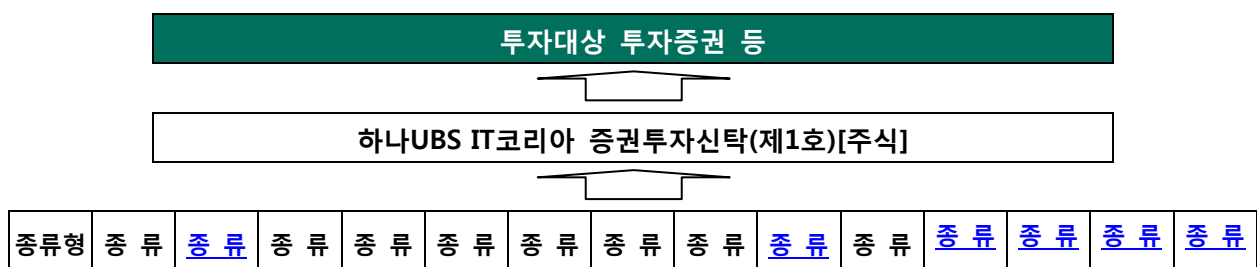 투자대상 투자증권 등
하나UBS IT코리아 증권투자신탁(제1호)[주식]
종류형 종 류 종 류 종 류 종 류 종 류 종 류 종 류 종 류 종 류 종 류 종 류 종 류 종 류 종 류